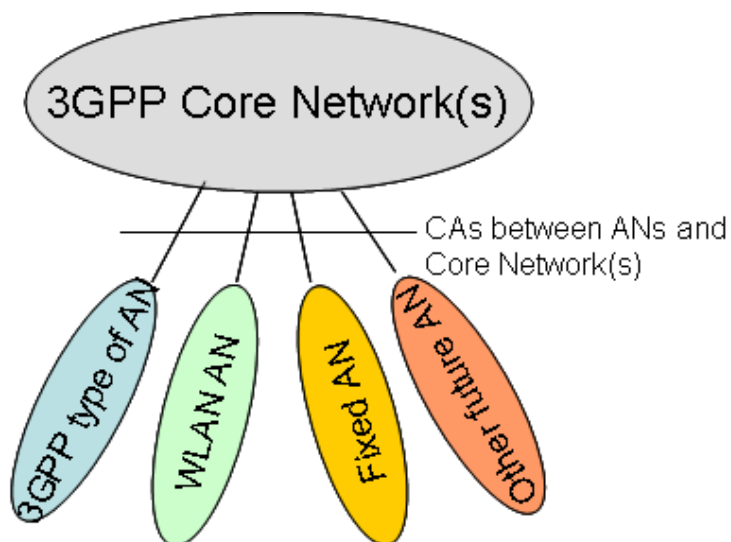 3GPP Core Network(s)
CAs between ANs and
Core Network(s)
3GPP type of AN
WLAN AN
Fixed AN
Other future AN